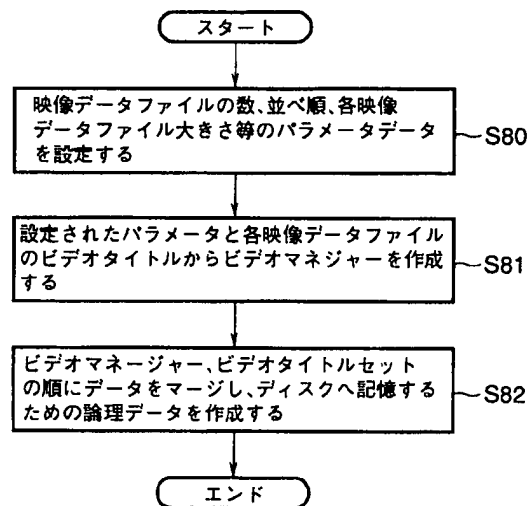 スタート
映像データファイルの数、並べ順、各映像
データファイル大きさ等のパラメータデータ
を設定する
S80
設定されたパラメータと各映像データファイル
のビデオタイトルからビデオマネジャーを作成
する
S81
ビデオマネージャー、ビデオタイトルセット
の順にデータをマージし、ディスクへ記憶する
ための論理データを作成する
S82
エンド